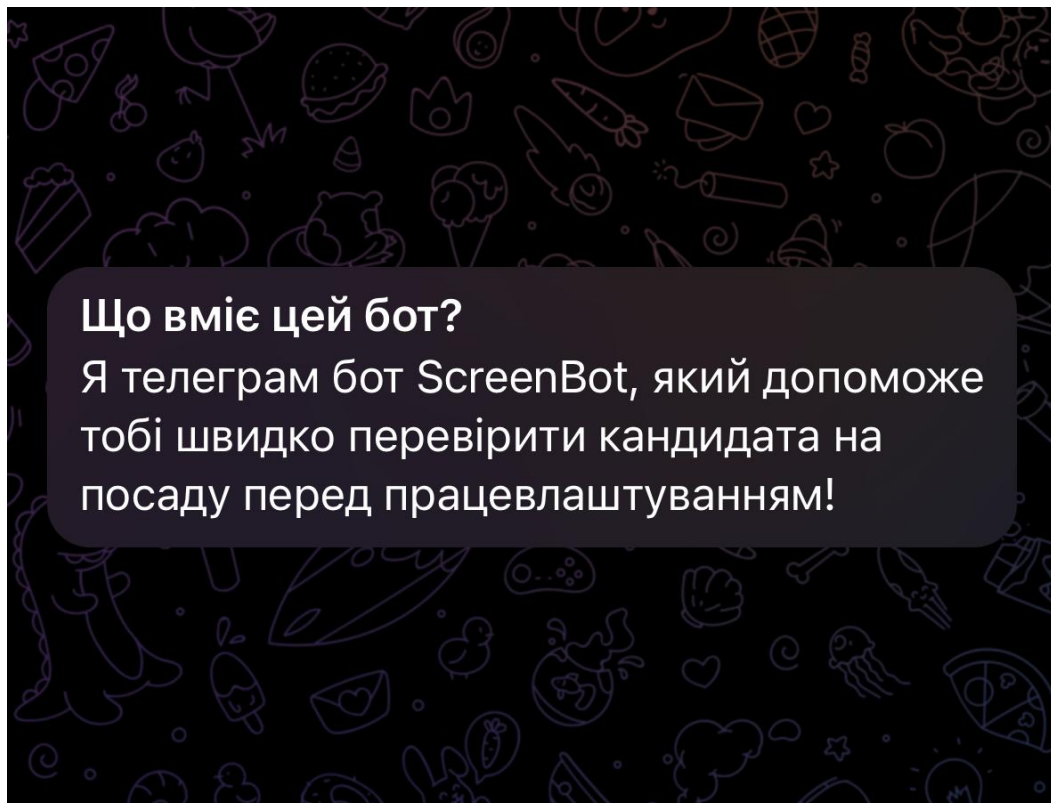 Що вміє цей бот?
Я телеграм бот ScreenBot, який допоможе
тобі швидко перевірити кандидата на
посаду перед працевлаштуванням!